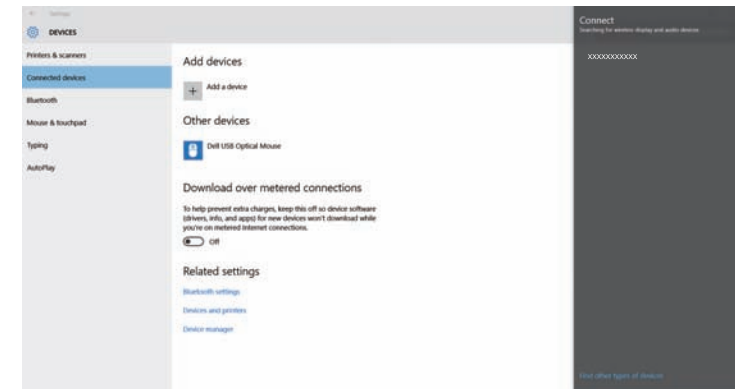 Settings
DEVICES
Printers & scanners
Connected devices
Bluetooth
Mouse & touchpad
Typing
AutoPlay
Add devices
Add a device
Other devices
Dell USB Optical Mouse
Download over metered connections
To help prevent extra charges, keep this off so device software
(drivers, info, and apps) for new devices won't download while
you're on metered Internet connections.
Off
Related settings
Bluetooth settings
Devices and printers
Device manager
Connect
Searching for wireless display and audio devices
xxxxxxxxxxx
Find other types of devices